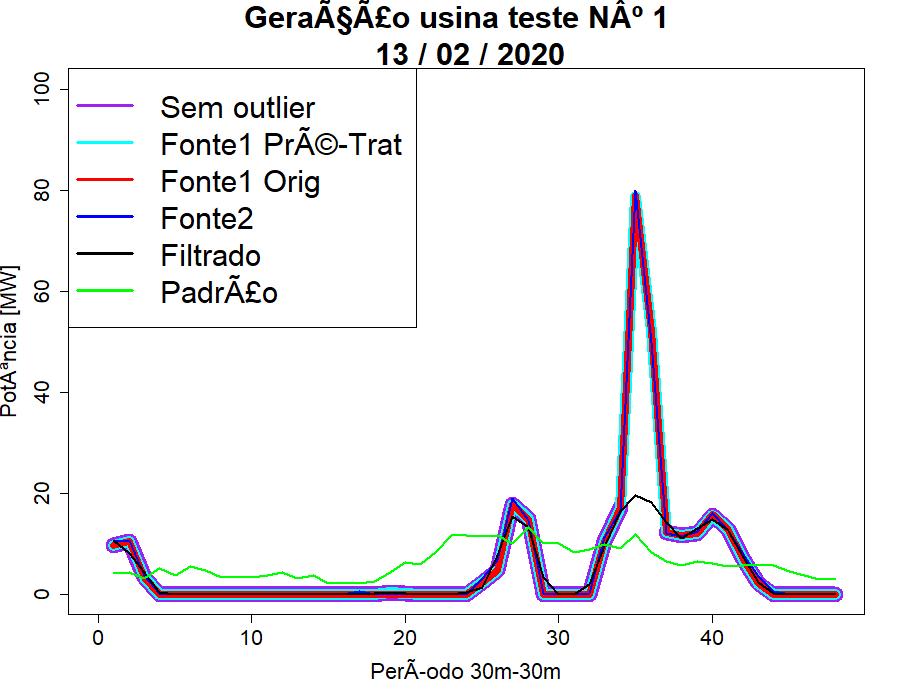 GeraÃ§Ã£o usina teste NÂº 1
13 / 02 / 2020
Sem outlier
Fonte1 PrÃ©-Trat
Fonte1 Orig
Fonte2
Filtrado
PadrÃ£o
PotÃªncia [MW]
100
80
60
40
20
0
0 10 20 30 40
PerÃ-odo 30m-30m